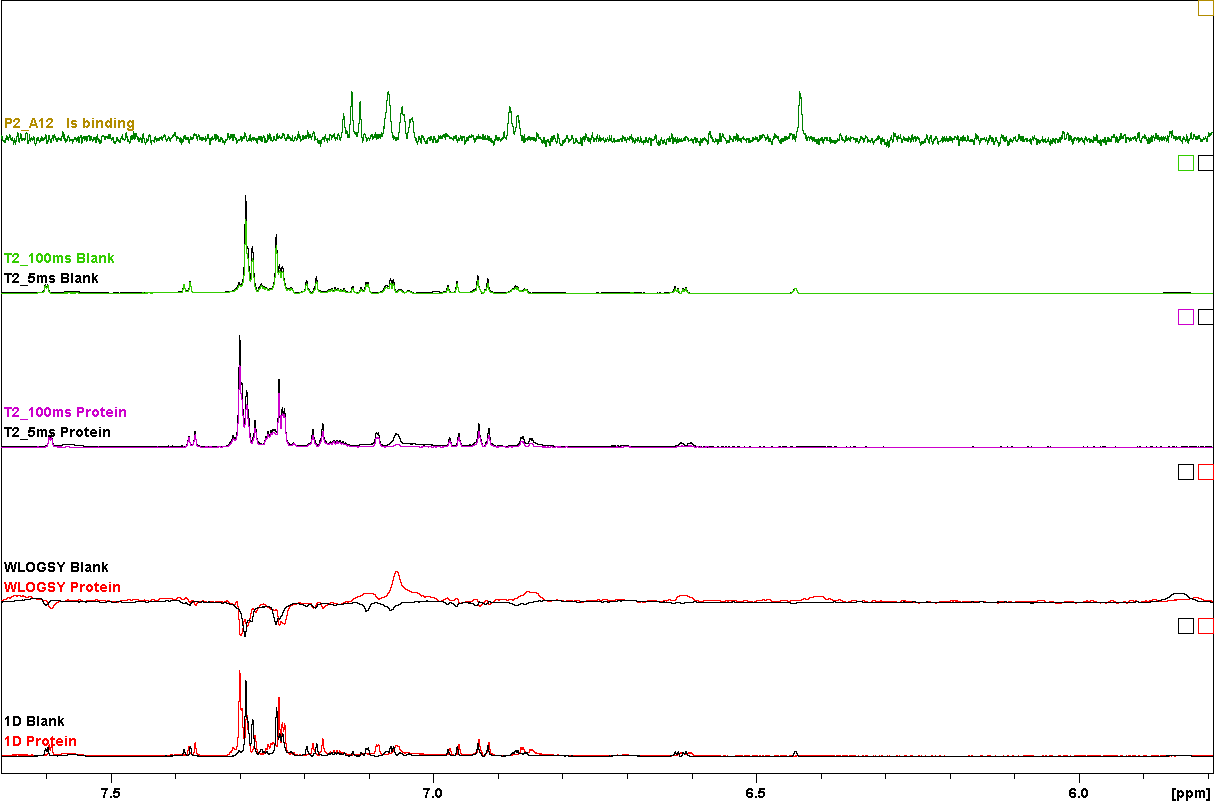 P2_A12 Is binding
T2_100ms Blank
T2_5ms Blank
T2_100ms Protein
T2_5ms Protein
WLOGSY Blank
WLOGSY Protein
1D Blank
1D Protein
7.5 7.0 6.5 6.0 [ppm]